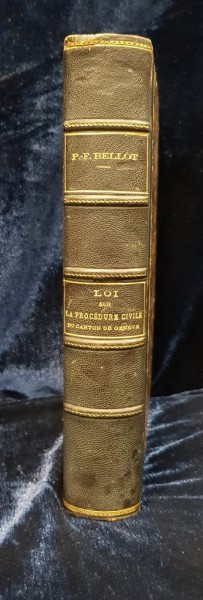 P.-F. BELLOT
LOI
SUR
LA PROCÉDURE CIVILE
DU CANTON DE GENÈVE